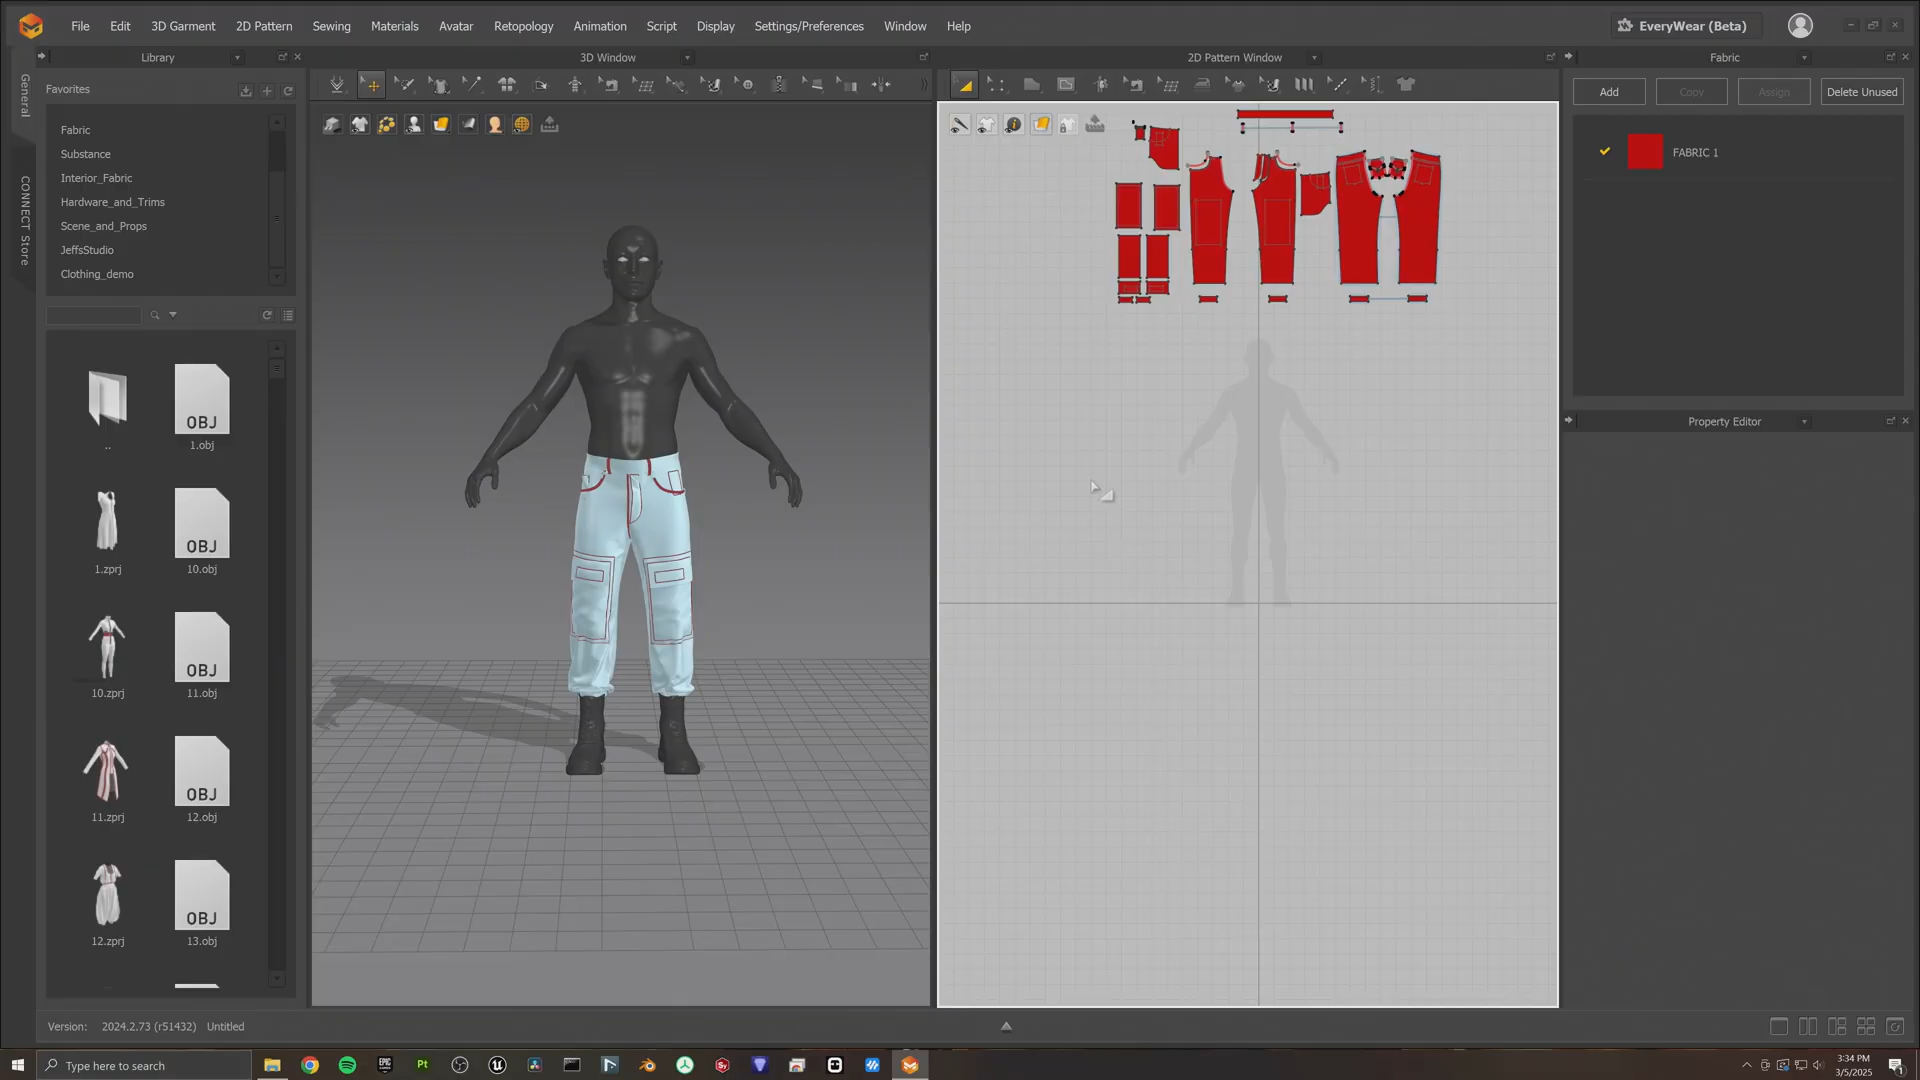 File Edit 3D Garment 2D Pattern Sewing Materials Avatar Retopology Animation Script Display Settings/Preferences Window Help EveryWear (Beta)
Library
3D Window
2D Pattern Window
Fabric
General
CONNECT Store
Favorites
Fabric
Substance
Interior_Fabric
Hardware_and_Trims
Scene_and_Props
JeffsStudio
Clothing_demo
..
OBJ
1.obj
1.zprj
OBJ
10.obj
10.zprj
OBJ
11.obj
11.zprj
OBJ
12.obj
12.zprj
OBJ
13.obj
Add Copy Assign Delete Unused
FABRIC 1
Property Editor
Version: 2024.2.73 (r51432) Untitled
Type here to search
EPIC
Pt
3:34 PM
3/5/2025
1